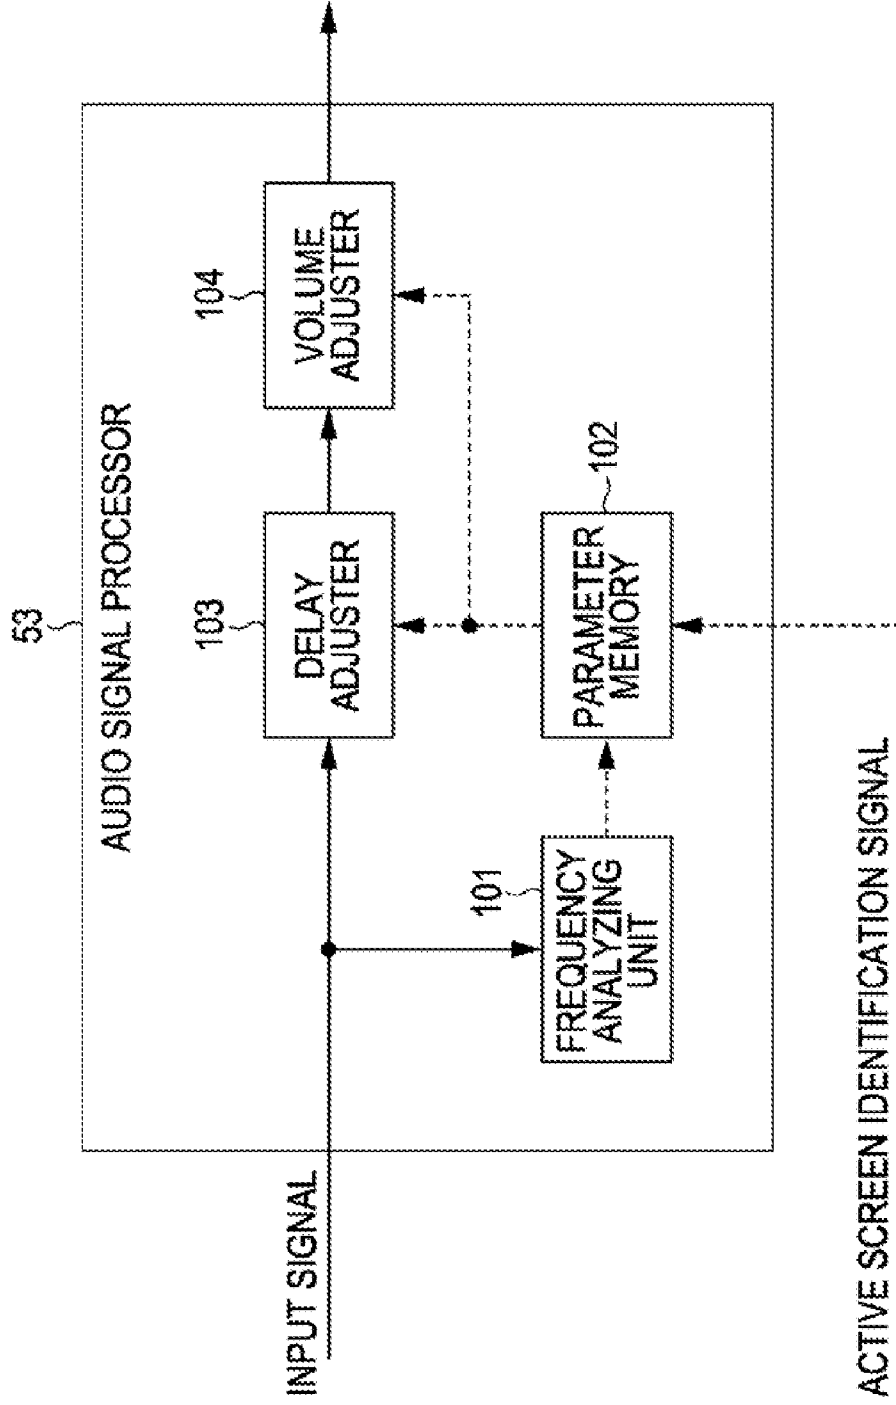 53
AUDIO SIGNAL PROCESSOR
INPUT SIGNAL
103
DELAY
ADJUSTER
104
VOLUME
ADJUSTER
101
FREQUENCY
ANALYZING
UNIT
102
PARAMETER
MEMORY
ACTIVE SCREEN IDENTIFICATION SIGNAL